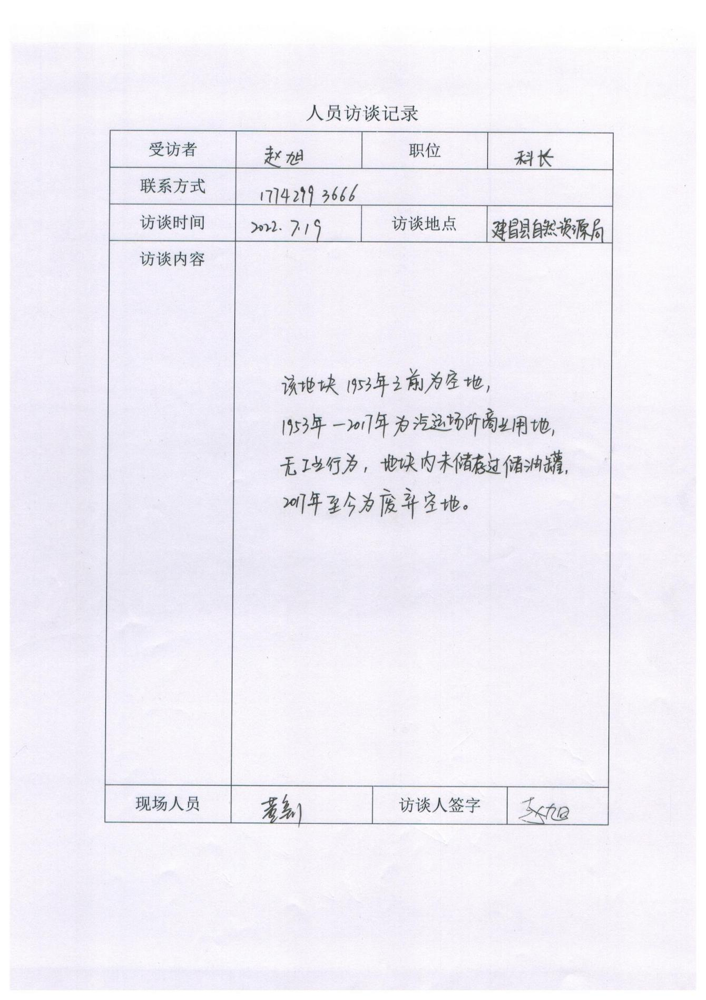 人员访谈记录
受访者 赵旭 职位 科长
联系方式 17742993666
访谈时间 2022.7.19 访谈地点 建昌县自然资源局
访谈内容
该地块1953年之前为空地,
1953年—2017年为汽运场所商业用地,
无工业行为,地块内未储存过储油罐,
2017年至今为废弃空地。
现场人员 访谈人签字 赵旭